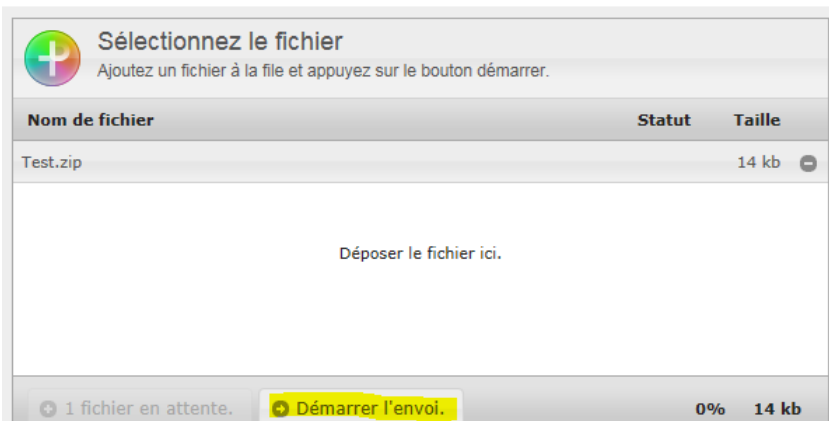 Sélectionnez le fichier
Ajoutez un fichier à la file et appuyez sur le bouton démarrer.
Nom de fichier Statut Taille
Test.zip 14 kb
Déposer le fichier ici.
1 fichier en attente. Démarrer l'envoi. 0% 14 kb